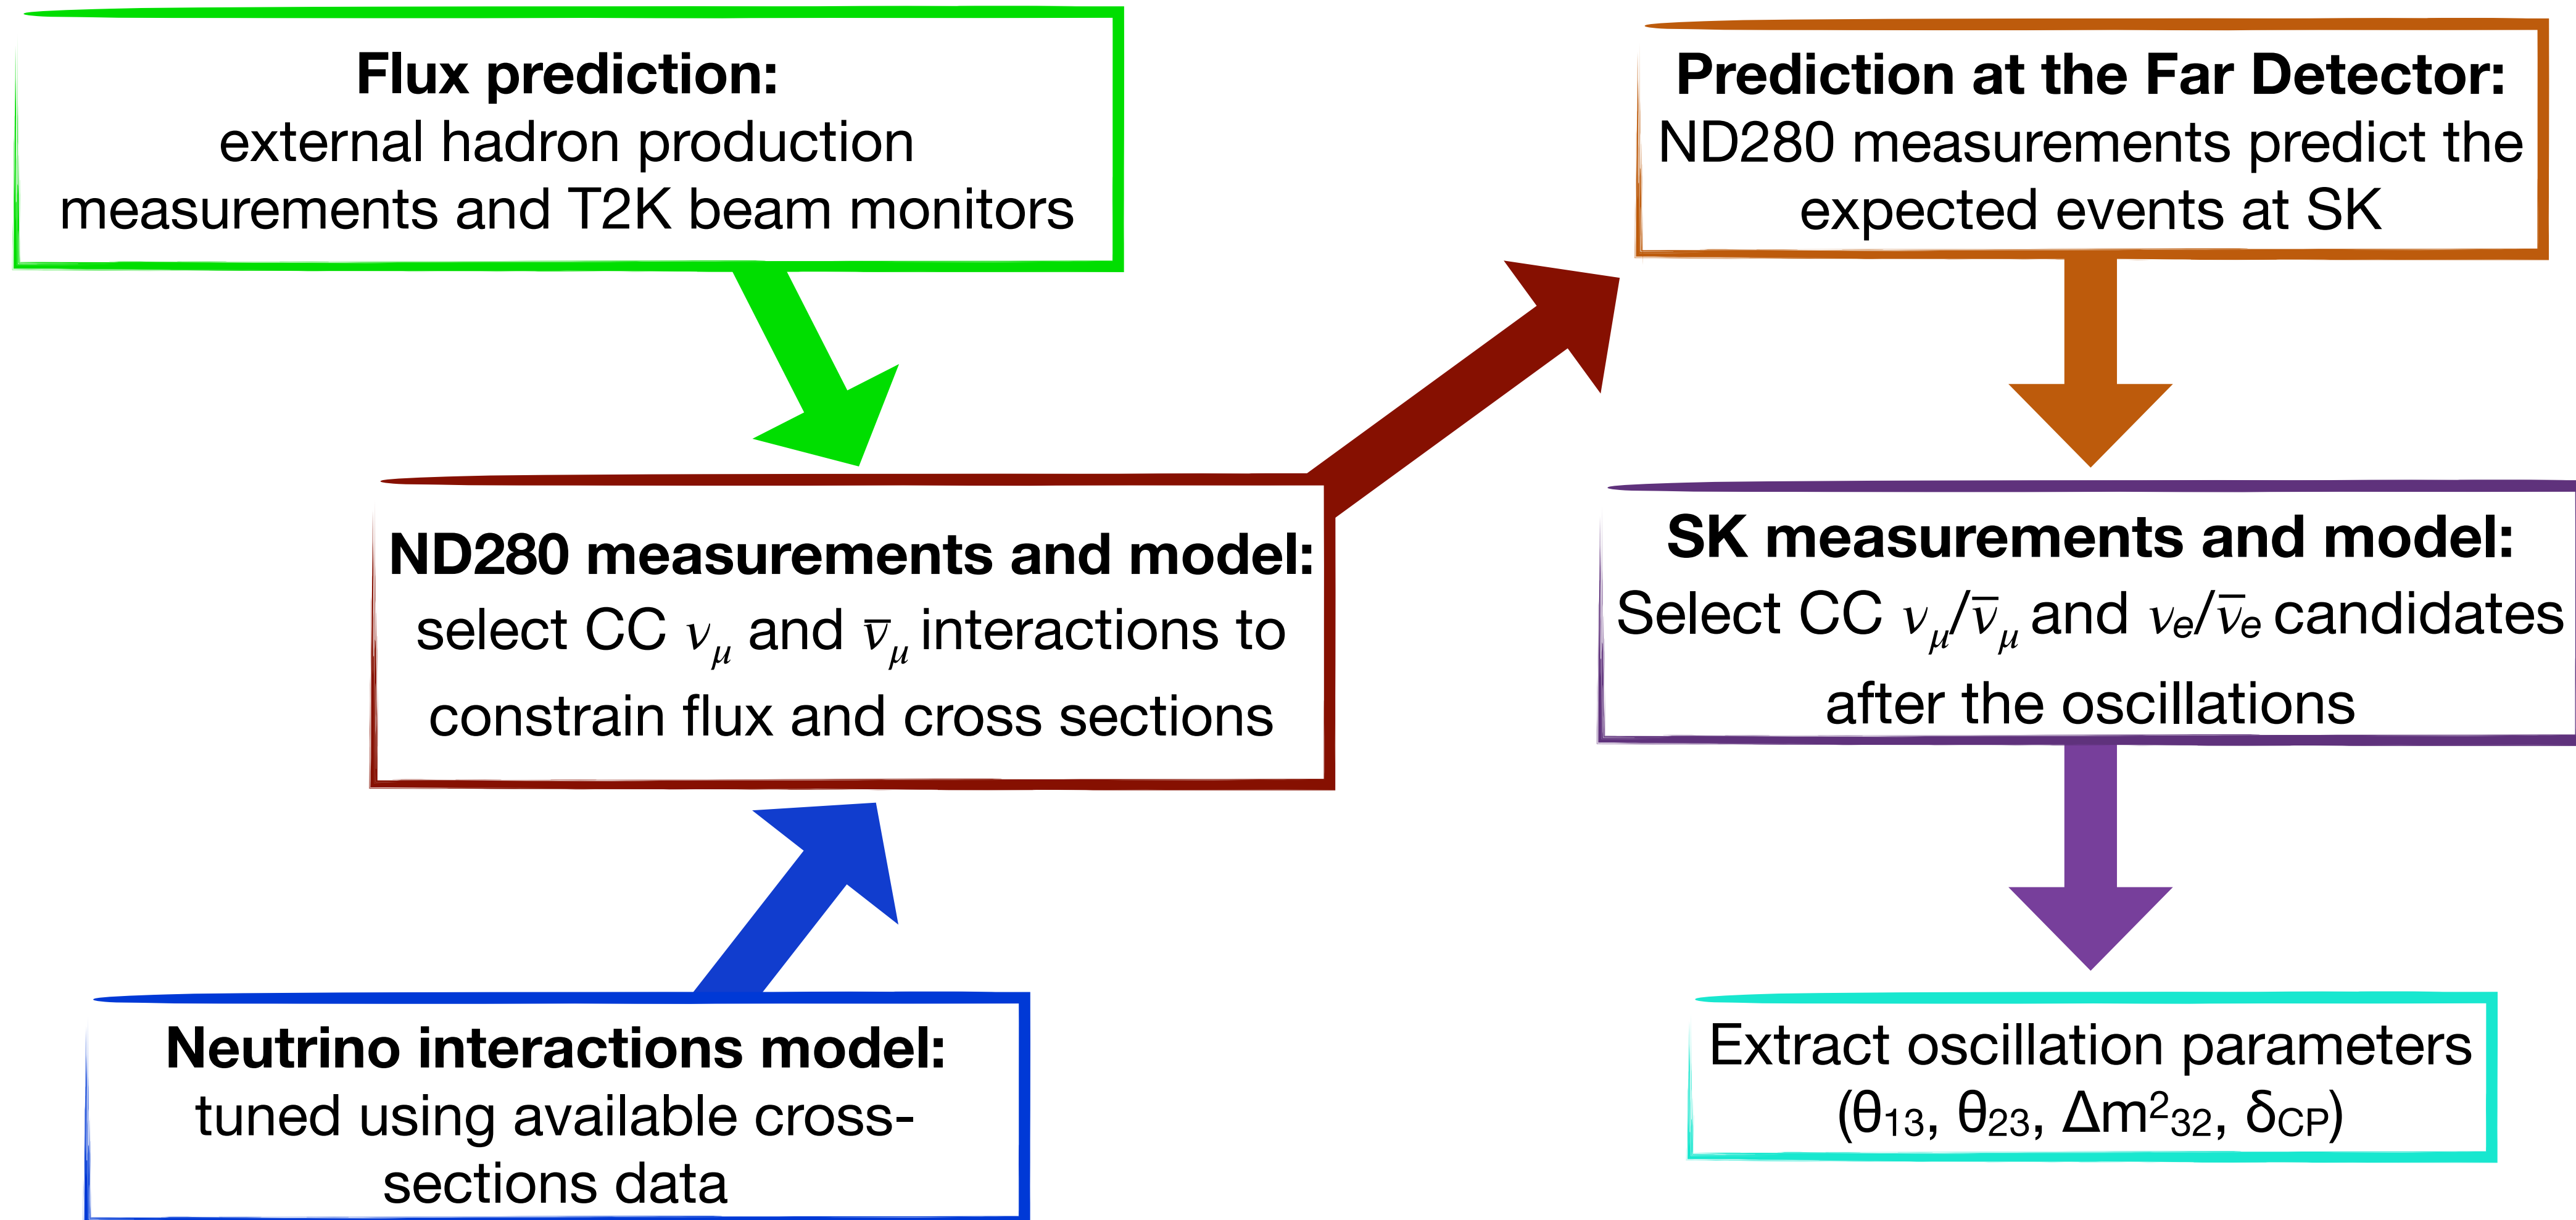 Flux prediction:
external hadron production
measurements and T2K beam monitors
ND280 measurements and model:
select CC νμ and ν̅μ interactions to
constrain flux and cross sections
Neutrino interactions model:
tuned using available cross-
sections data
Prediction at the Far Detector:
ND280 measurements predict the
expected events at SK
SK measurements and model:
Select CC νμ/ν̅μ and νe/ν̅e candidates
after the oscillations
Extract oscillation parameters
(θ₁₃, θ₂₃, Δm²₃₂, δCP)